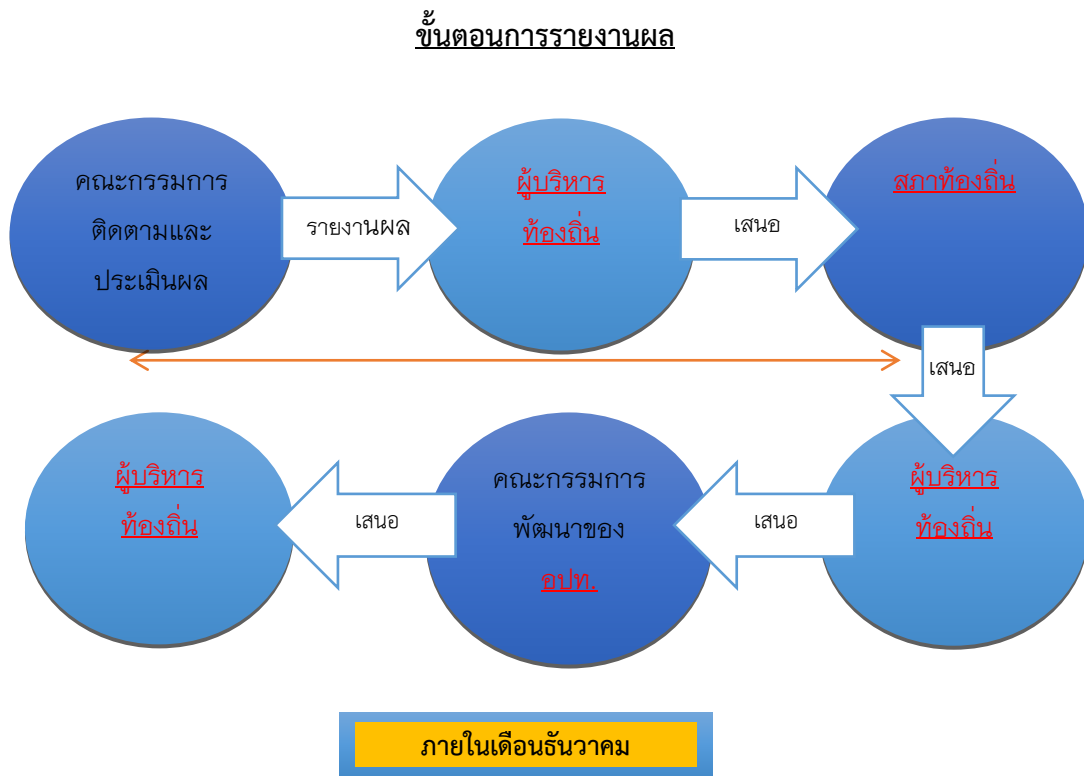 ขั้นตอนการรายงานผล
คณะกรรมการ
ติดตามและ
ประเมินผล
รายงานผล
ผู้บริหาร
ท้องถิ่น
เสนอ
สภาท้องถิ่น
เสนอ
ผู้บริหาร
ท้องถิ่น
เสนอ
คณะกรรมการ
พัฒนาของ
อปท.
เสนอ
ผู้บริหาร
ท้องถิ่น
ภายในเดือนธันวาคม